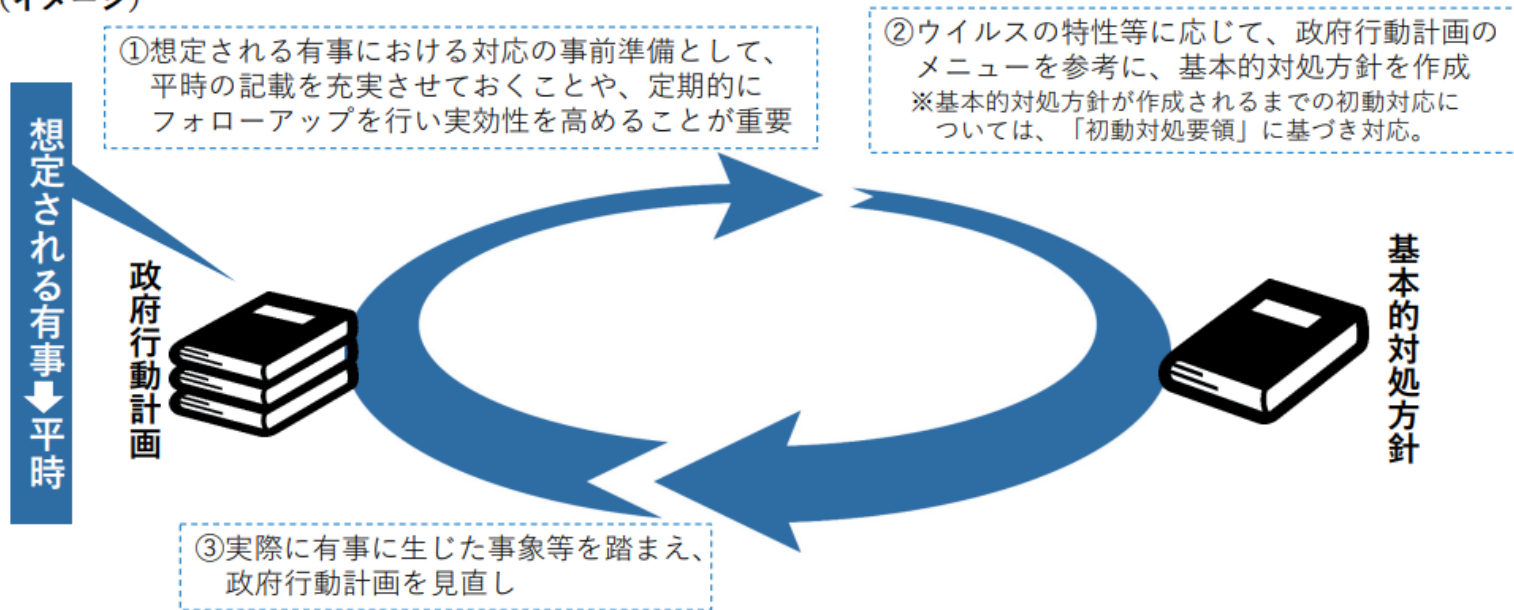 (イメージ)
①想定される有事における対応の事前準備として、
平時の記載を充実させておくことや、定期的に
フォローアップを行い実効性を高めることが重要
②ウイルスの特性等に応じて、政府行動計画の
メニューを参考に、基本的対処方針を作成
※基本的対処方針が作成されるまでの初動対応に
ついては、「初動対処要領」に基づき対応。
想定される有事➡平時
政府行動計画
基本的対処方針
③実際に有事に生じた事象等を踏まえ、
政府行動計画を見直し